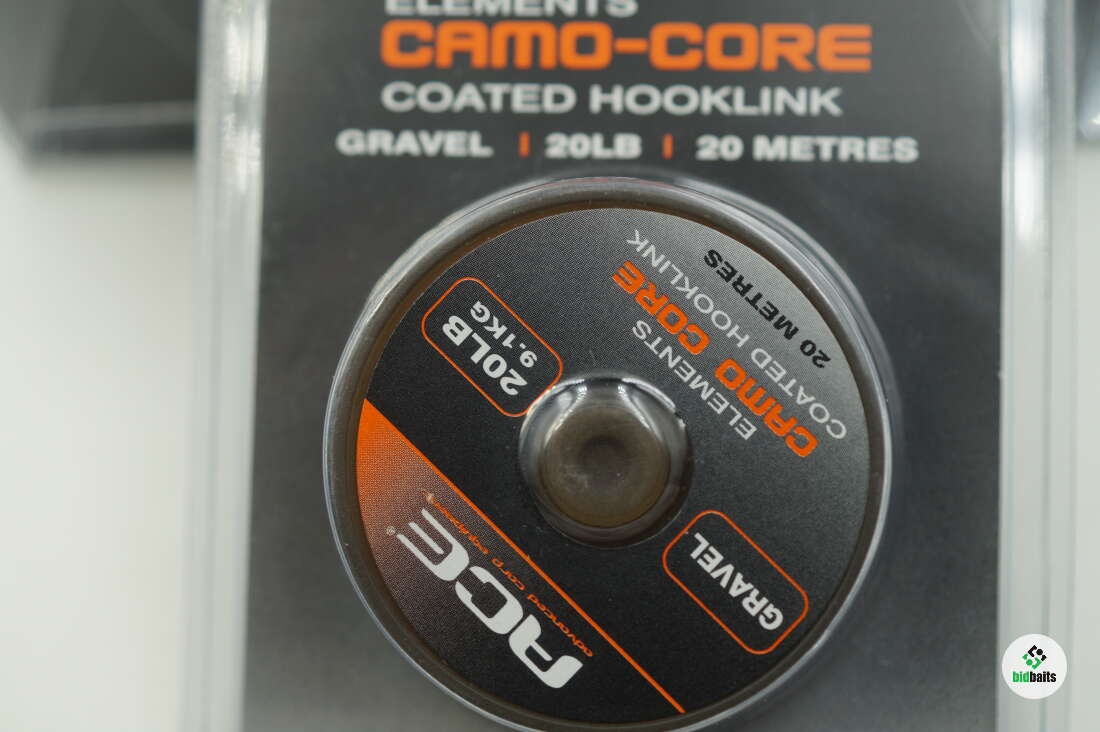 ELEMENTS
CAMO-CORE
COATED HOOKLINK
GRAVEL | 20LB | 20 METRES
20 METRES
COATED HOOKLINK
CAMO CORE
ELEMENTS
20LB
9.1KG
GRAVEL
ACE®
advanced carp equipment
bidbaits